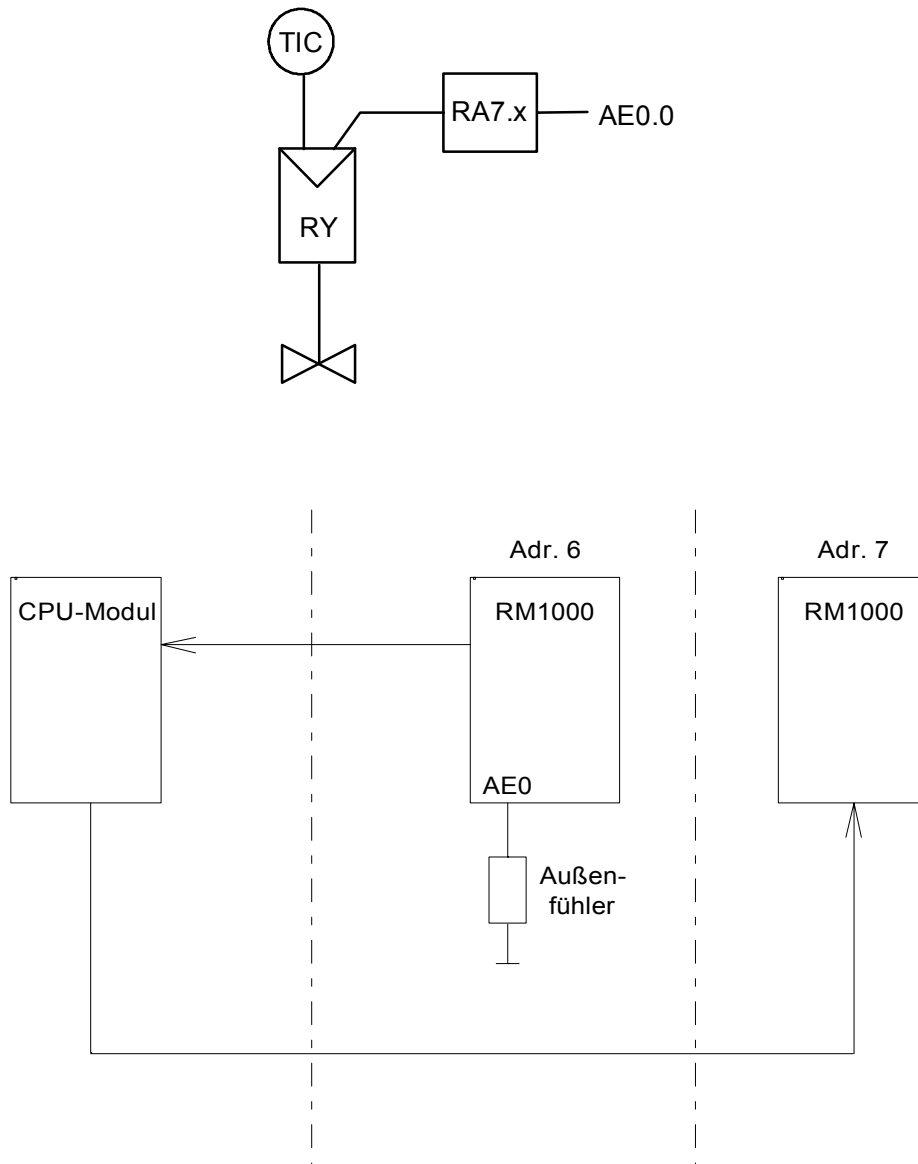 TIC
RA7.x
AE0.0
RY
Adr. 6
Adr. 7
CPU-Modul
RM1000
RM1000
AE0
Außen-
fühler